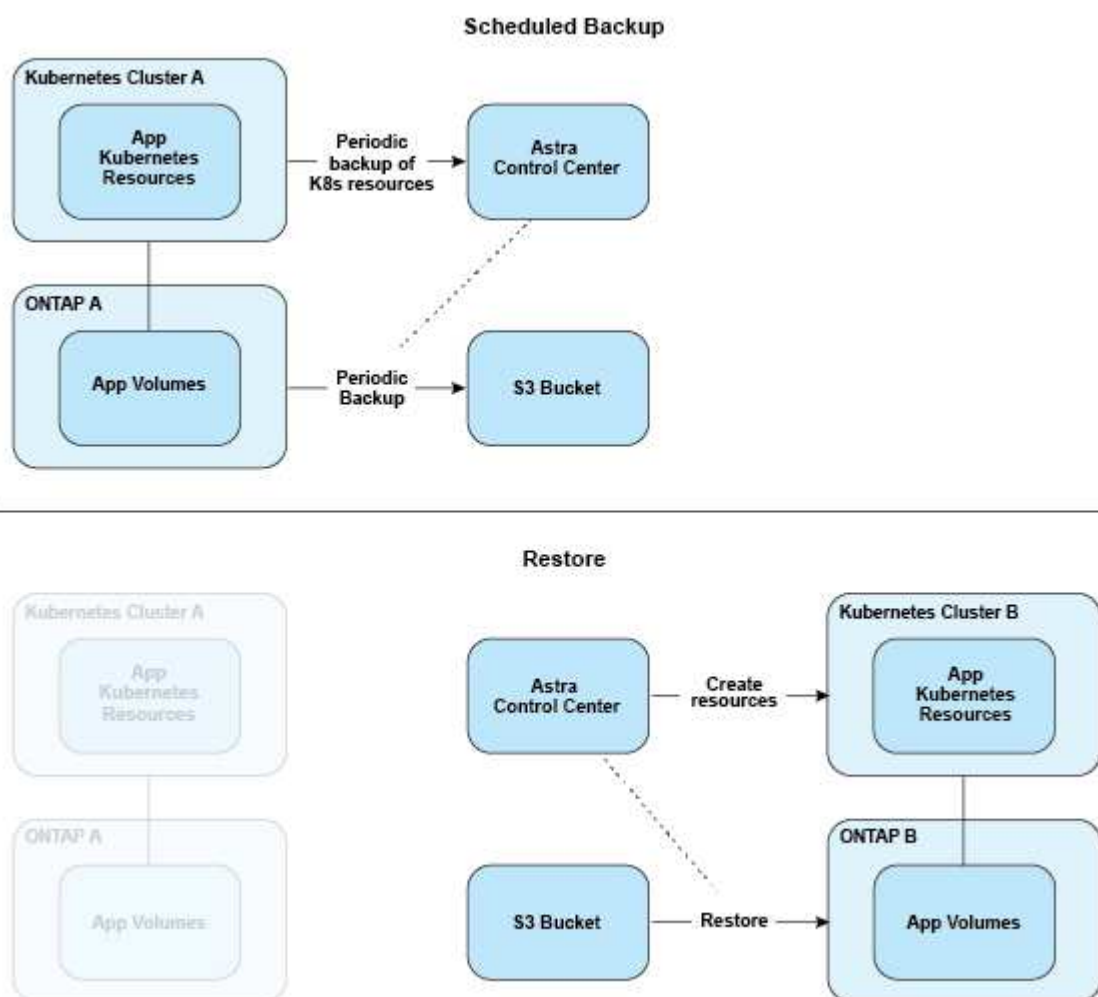 Scheduled Backup
Kubernetes Cluster A
App
Kubernetes
Resources
Periodic
backup of
K8s resources
Astra
Control Center
ONTAP A
App Volumes
Periodic
Backup
S3 Bucket
Restore
Kubernetes Cluster A
App
Kubernetes
Resources
Astra
Control Center
Create
resources
Kubernetes Cluster B
App
Kubernetes
Resources
ONTAP A
App Volumes
S3 Bucket
Restore
ONTAP B
App Volumes